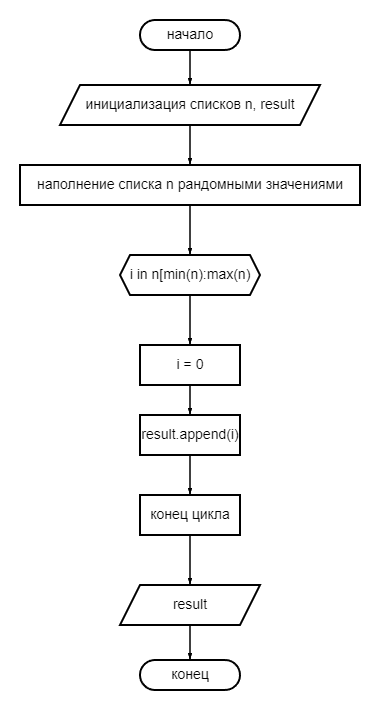 начало
инициализация списков n, result
наполнение списка n рандомными значениями
i in n[min(n):max(n)
i = 0
result.append(i)
конец цикла
result
конец